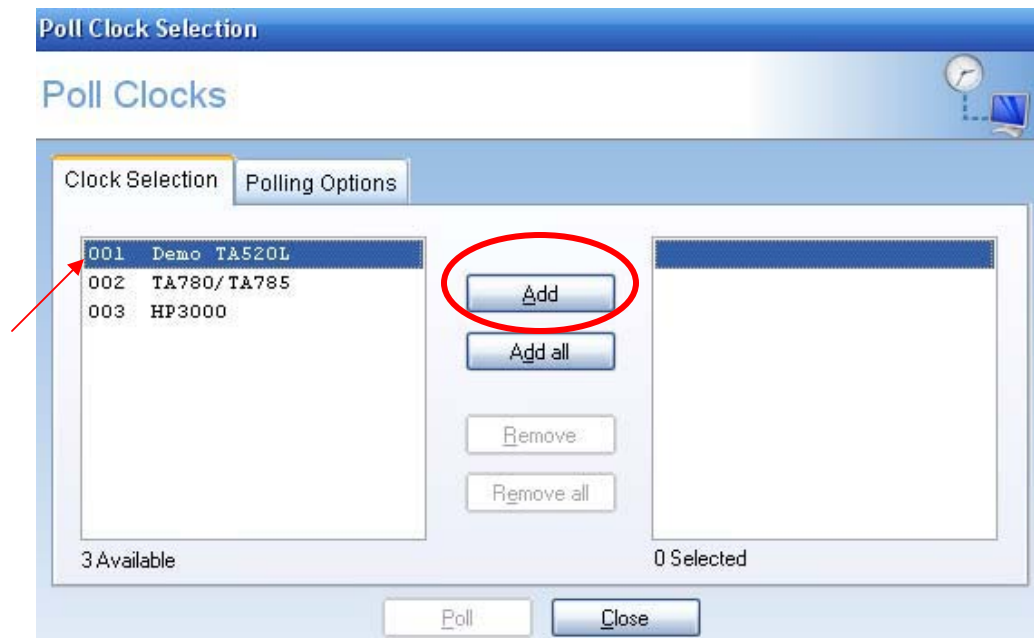 Poll Clock Selection
Poll Clocks
Clock Selection
Polling Options
001 Demo TA520L
002 TA780/TA785
003 HP3000
Add
Add all
Remove
Remove all
3 Available
0 Selected
Poll
Close